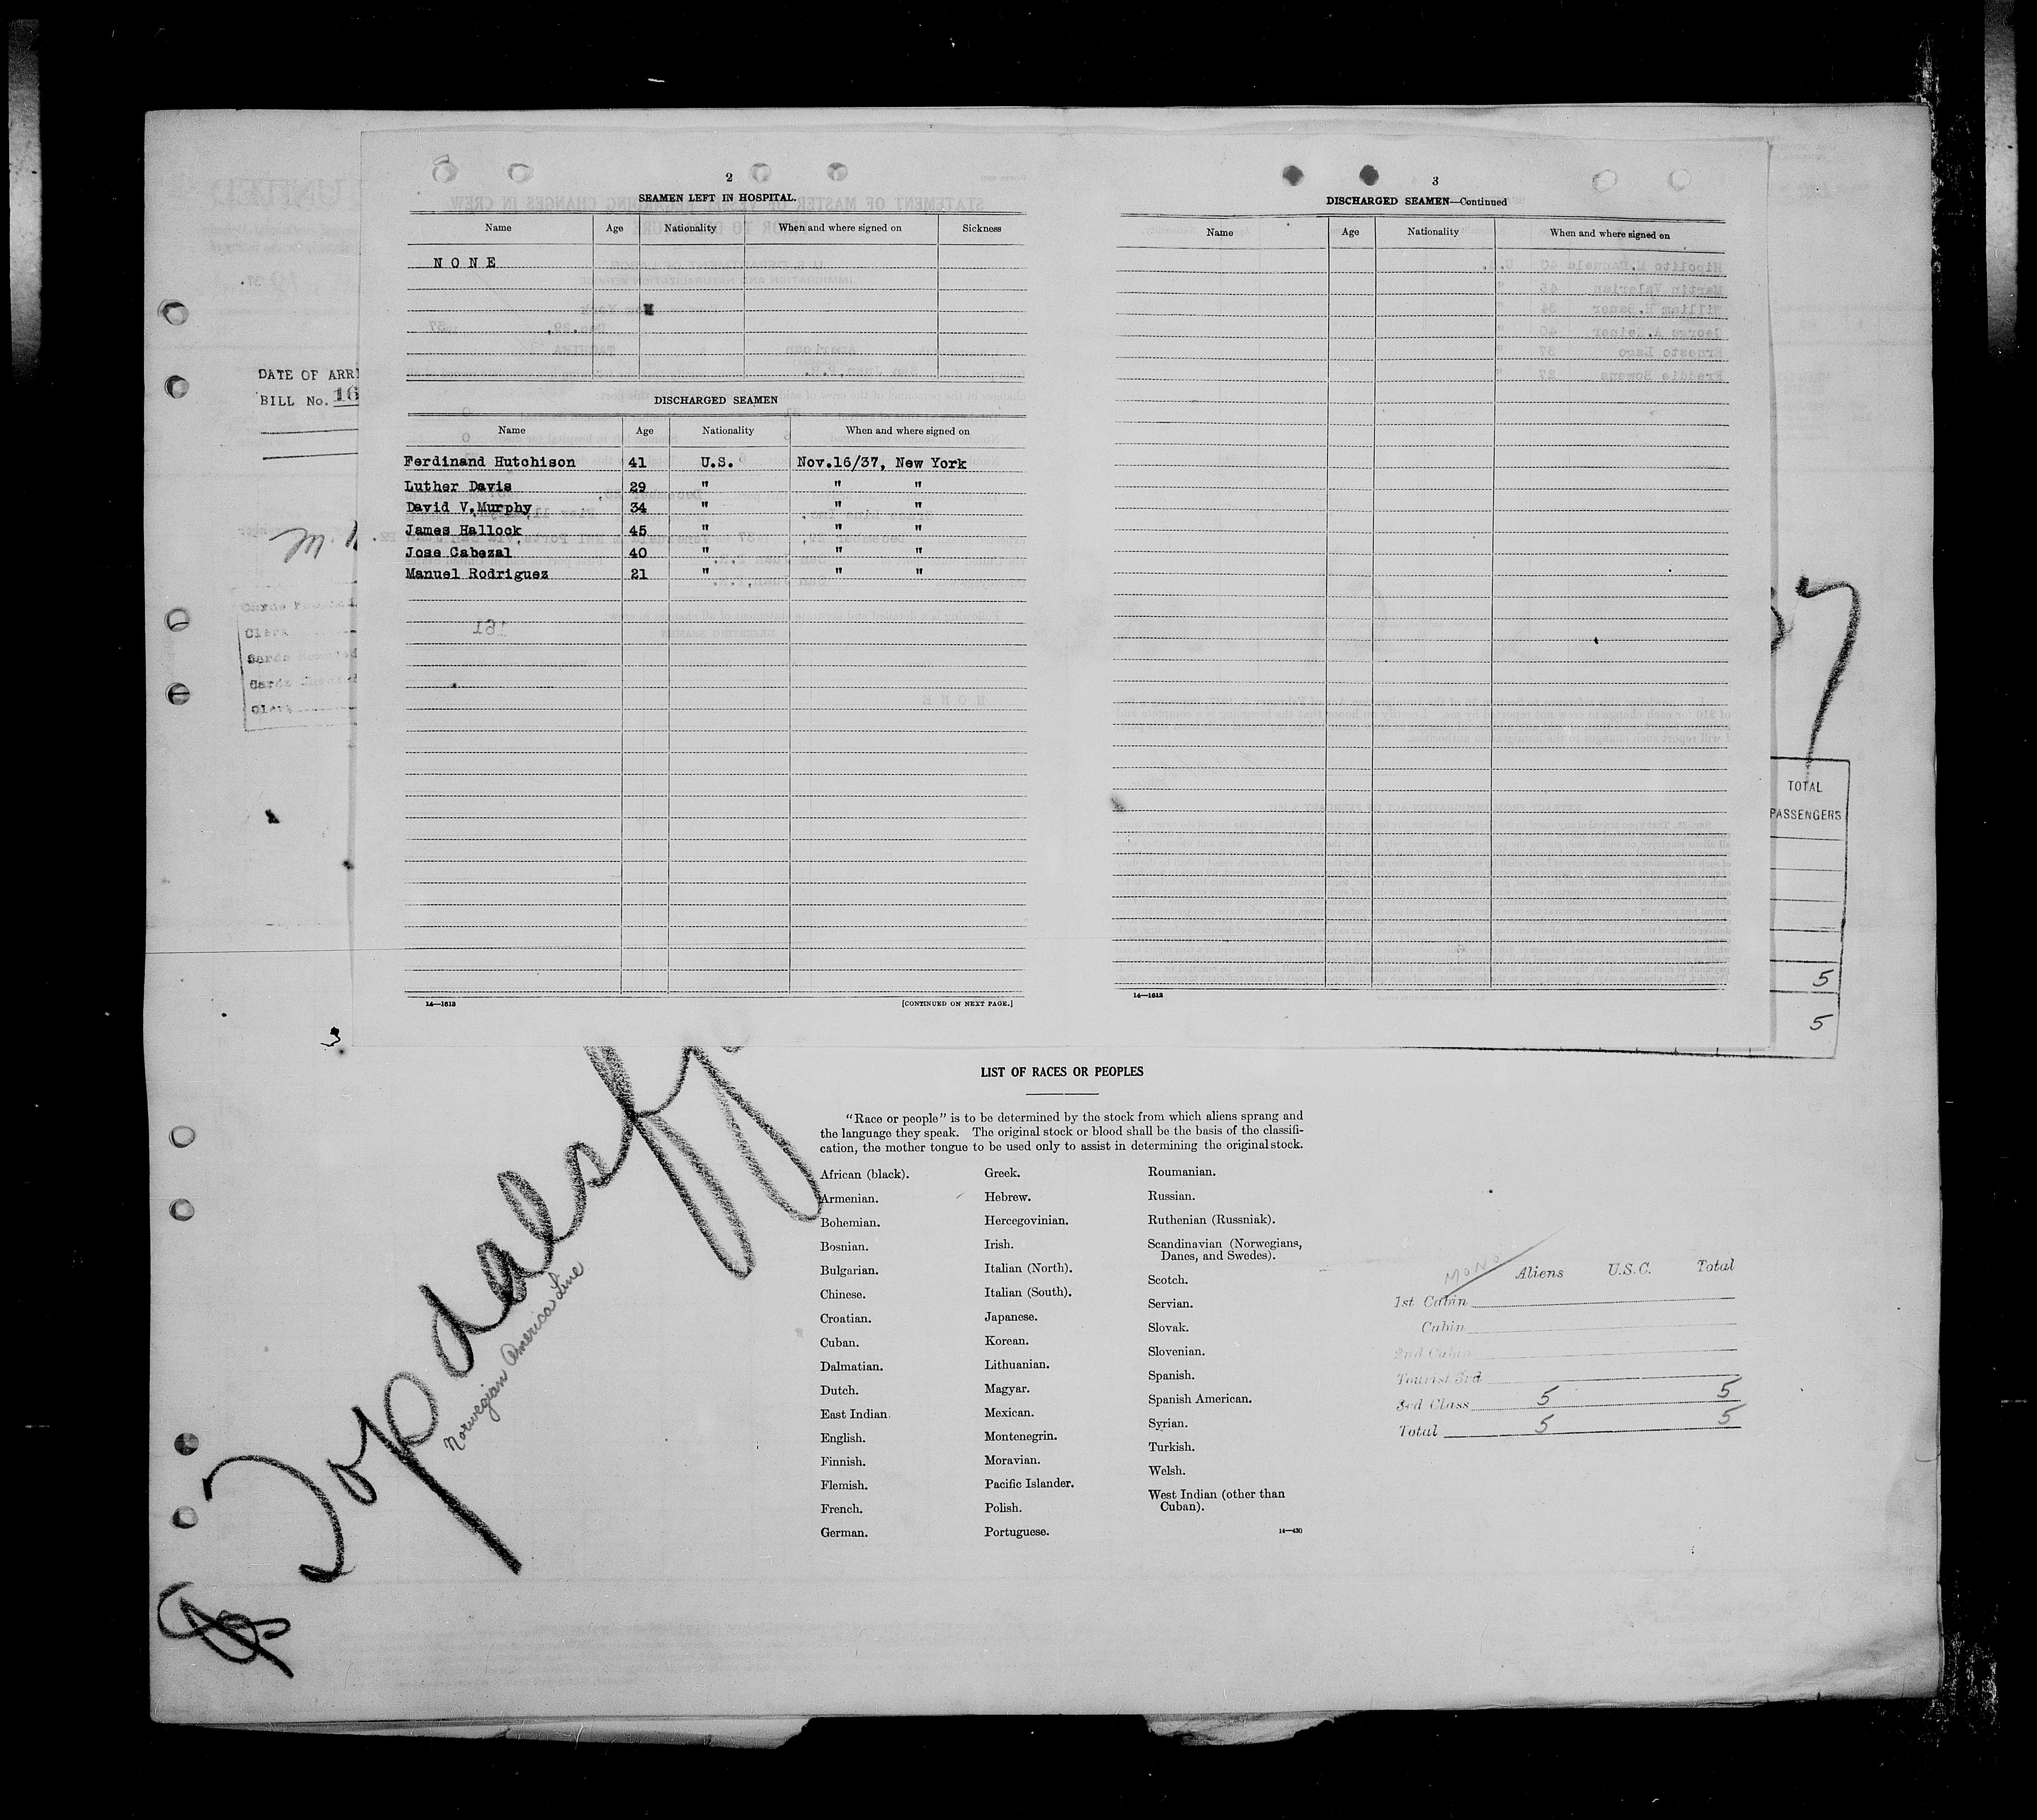 2
SEAMEN LEFT IN HOSPITAL.
Name Age Nationality When and where signed on Sickness
NONE
DISCHARGED SEAMEN
Name Age Nationality When and where signed on
Ferdinand Hutchison 41 U.S. Nov.16/37, New York
Luther Davis 29 " " "
David V.Murphy 34 " " "
James Hallock 45 " " "
Jose Cabezal 40 " " "
Manuel Rodriguez 21 " " "
14—1613
[CONTINUED ON NEXT PAGE.]
3
DISCHARGED SEAMEN—Continued
Name Age Nationality When and where signed on
14—1613
DATE OF ARR
BILL No. 16
Clerk
TOTAL
PASSENGERS
5
5
3
Topdalsfj
Norwegian America Line
LIST OF RACES OR PEOPLES
"Race or people" is to be determined by the stock from which aliens sprang and
the language they speak. The original stock or blood shall be the basis of the classifi-
cation, the mother tongue to be used only to assist in determining the original stock.
African (black).
Armenian.
Bohemian.
Bosnian.
Bulgarian.
Chinese.
Croatian.
Cuban.
Dalmatian.
Dutch.
East Indian.
English.
Finnish.
Flemish.
French.
German.
Greek.
Hebrew.
Hercegovinian.
Irish.
Italian (North).
Italian (South).
Japanese.
Korean.
Lithuanian.
Magyar.
Mexican.
Montenegrin.
Moravian.
Pacific Islander.
Polish.
Portuguese.
Roumanian.
Russian.
Ruthenian (Russniak).
Scandinavian (Norwegians,
Danes, and Swedes).
Scotch.
Servian.
Slovak.
Slovenian.
Spanish.
Spanish American.
Syrian.
Turkish.
Welsh.
West Indian (other than
Cuban).
14—430
Aliens U.S.C. Total
1st Cabin
Cabin
2nd Cabin
Tourist 3rd
3rd Class 5 5
Total 5 5